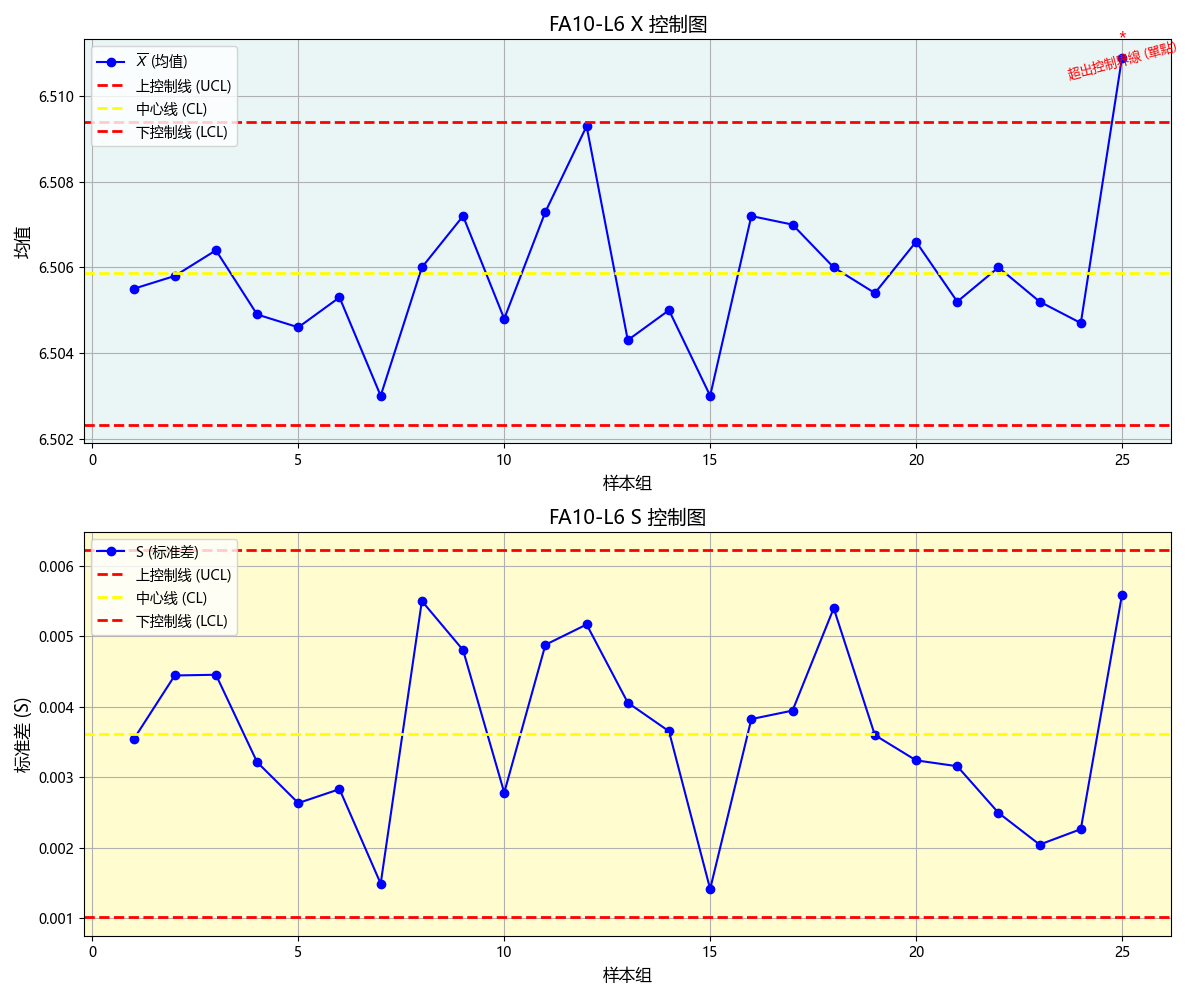 FA10-L6 X 控制图
X (均值)
上控制线 (UCL)
中心线 (CL)
下控制线 (LCL)
*
超出控制界線 (單點)
均值
6.510
6.508
6.506
6.504
6.502
0 5 10 15 20 25
样本组
FA10-L6 S 控制图
S (标准差)
上控制线 (UCL)
中心线 (CL)
下控制线 (LCL)
标准差 (S)
0.006
0.005
0.004
0.003
0.002
0.001
0 5 10 15 20 25
样本组